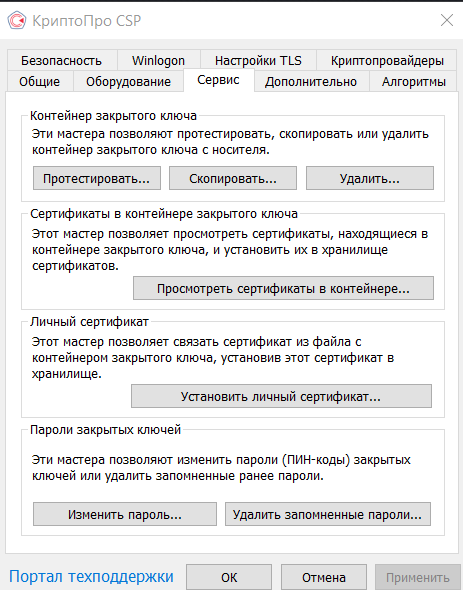 КриптоПро CSP
Безопасность Winlogon Настройки TLS Криптопровайдеры
Общие Оборудование Сервис Дополнительно Алгоритмы
Контейнер закрытого ключа
Эти мастера позволяют протестировать, скопировать или удалить
контейнер закрытого ключа с носителя.
Протестировать... Скопировать... Удалить...
Сертификаты в контейнере закрытого ключа
Этот мастер позволяет просмотреть сертификаты, находящиеся в
контейнере закрытого ключа, и установить их в хранилище
сертификатов.
Просмотреть сертификаты в контейнере...
Личный сертификат
Этот мастер позволяет связать сертификат из файла с
контейнером закрытого ключа, установив этот сертификат в
хранилище.
Установить личный сертификат...
Пароли закрытых ключей
Эти мастера позволяют изменить пароли (ПИН-коды) закрытых
ключей или удалить запомненные ранее пароли.
Изменить пароль... Удалить запомненные пароли...
Портал техподдержки ОК Отмена Применить